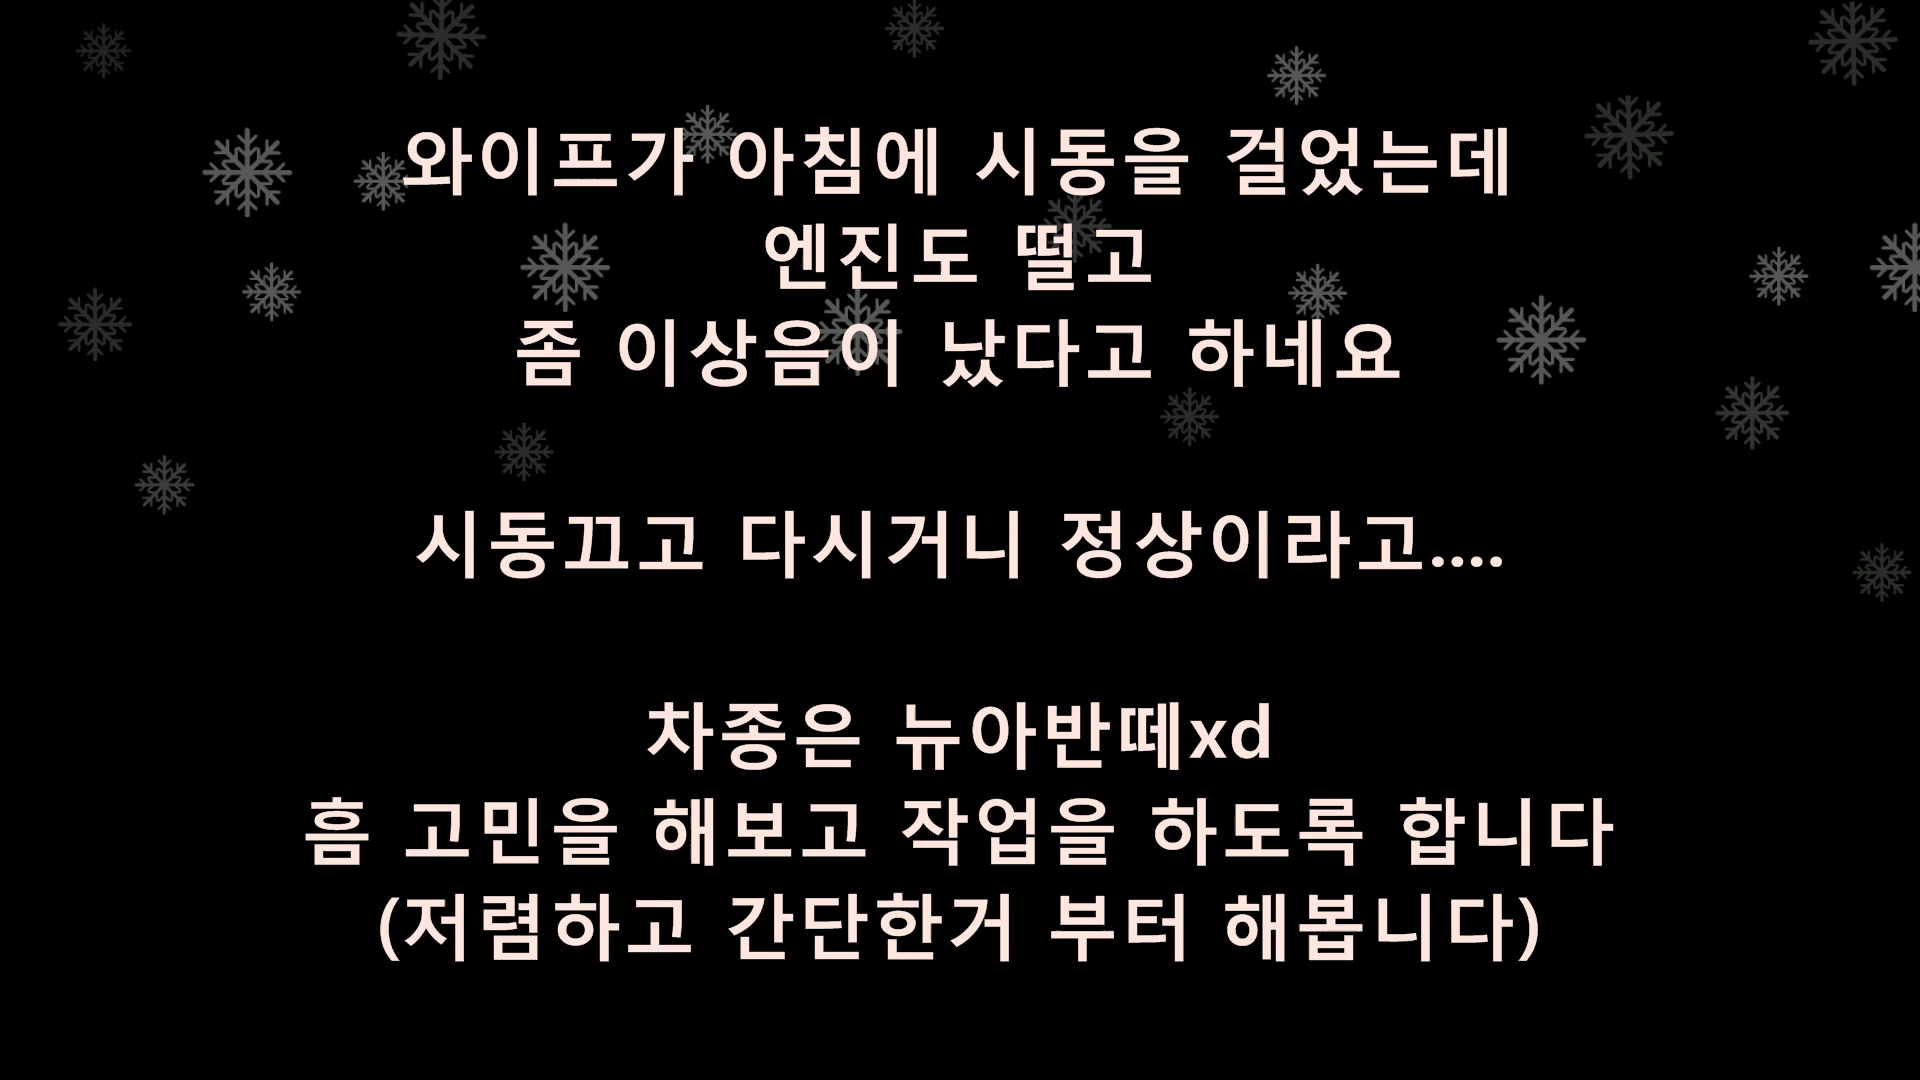 와이프가 아침에 시동을 걸었는데
엔진도 떨고
좀 이상음이 났다고 하네요
시동끄고 다시거니 정상이라고....
차종은 뉴아반떼xd
흠 고민을 해보고 작업을 하도록 합니다
(저렴하고 간단한거 부터 해봅니다)